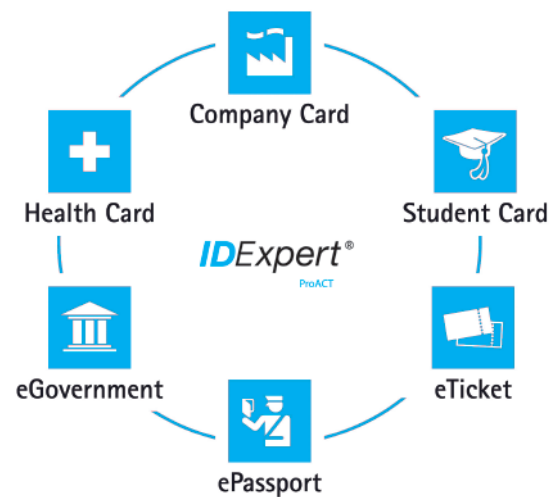 Company Card
Health Card
Student Card
IDExpert®
ProACT
eGovernment
eTicket
ePassport